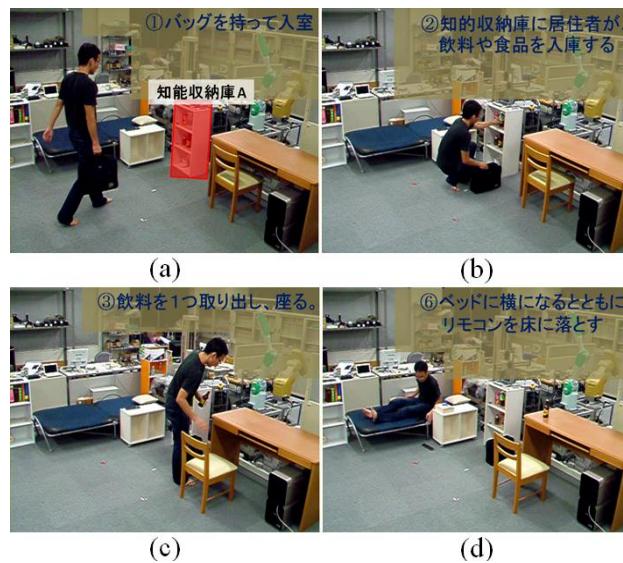 ①バッグを持って入室
知能収納庫A
(a)
②知的収納庫に居住者が、
飲料や食品を入庫する
(b)
③飲料を1つ取り出し、座る。
(c)
⑥ベッドに横になるとともに
リモコンを床に落とす
(d)